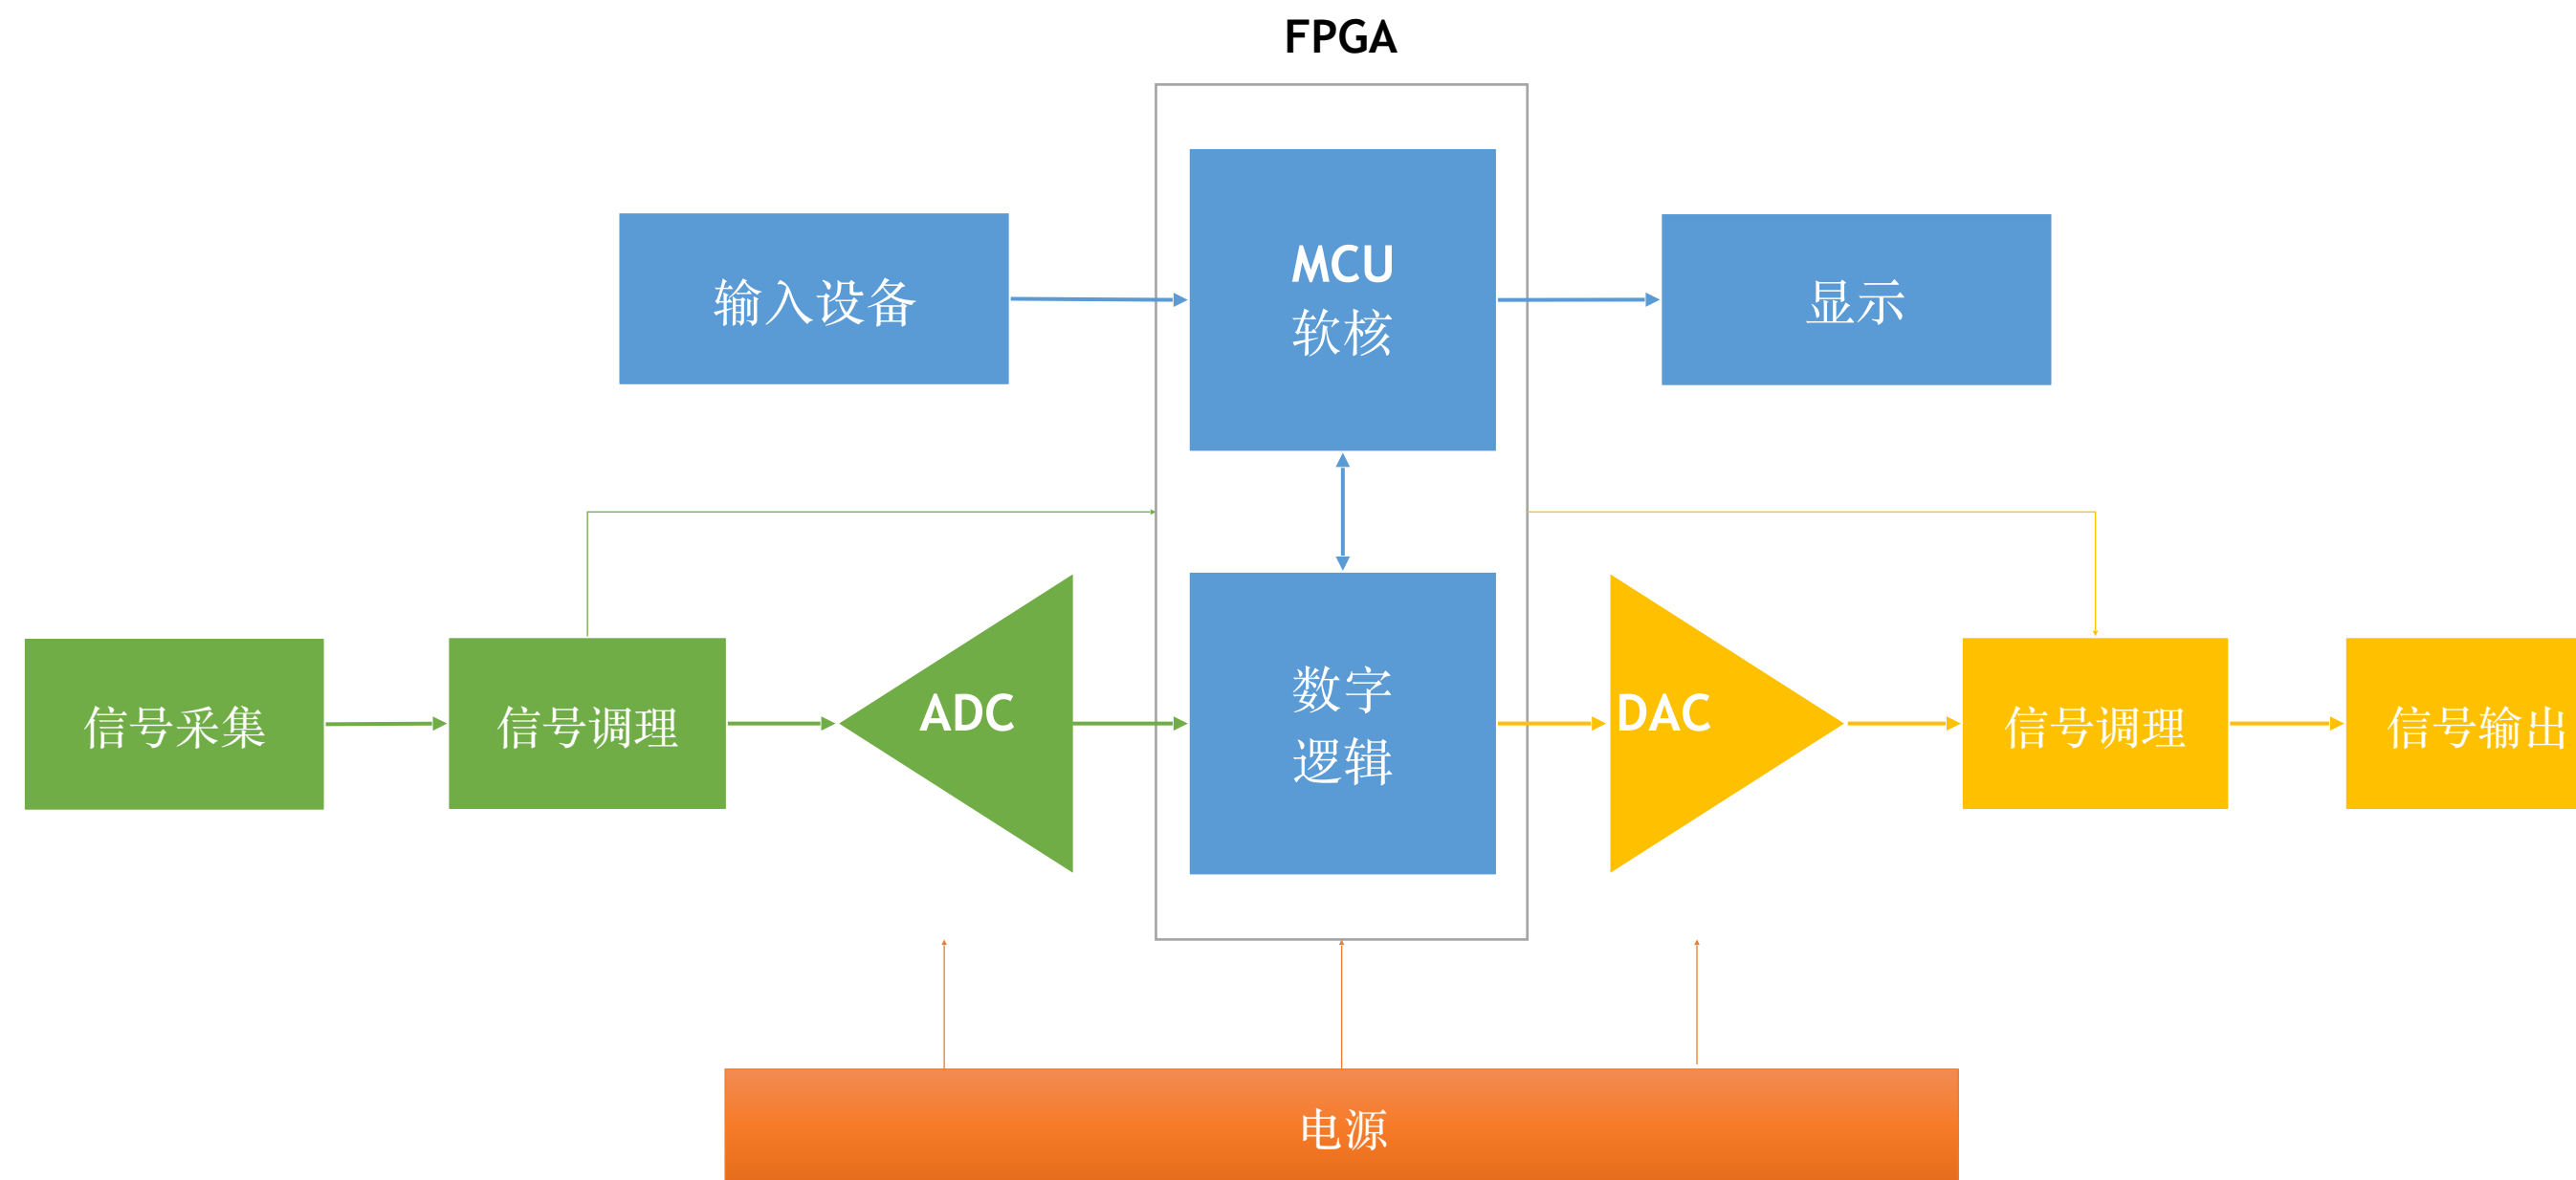 FPGA
MCU
软核
输入设备
显示
信号采集
信号调理
ADC
数字
逻辑
DAC
信号调理
信号输出
电源